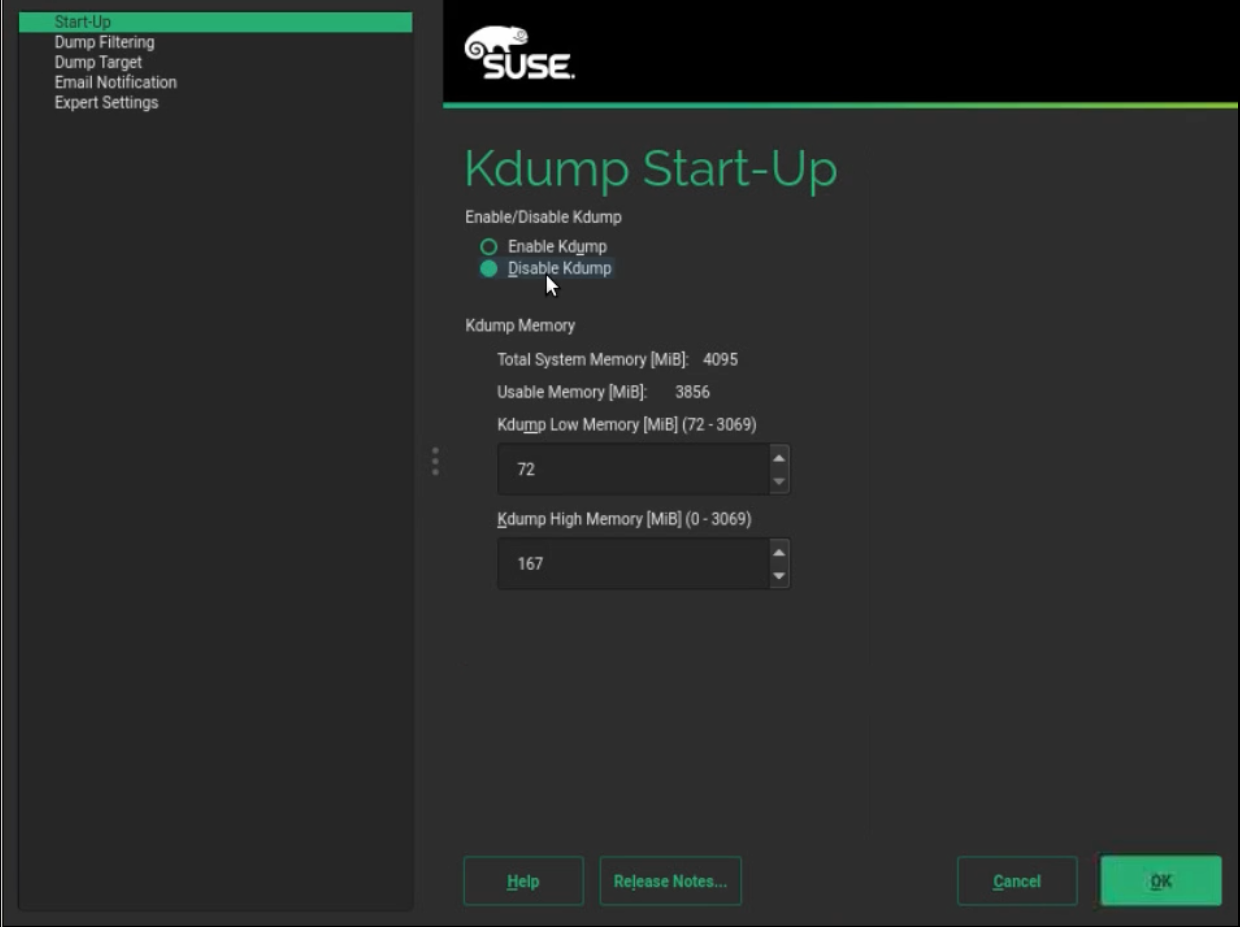 Start-Up
Dump Filtering
Dump Target
Email Notification
Expert Settings
SUSE.
Kdump Start-Up
Enable/Disable Kdump
Enable Kdump
Disable Kdump
Kdump Memory
Total System Memory [MiB]: 4095
Usable Memory [MiB]: 3856
Kdump Low Memory [MiB] (72 - 3069)
72
Kdump High Memory [MiB] (0 - 3069)
167
Help Release Notes... Cancel OK